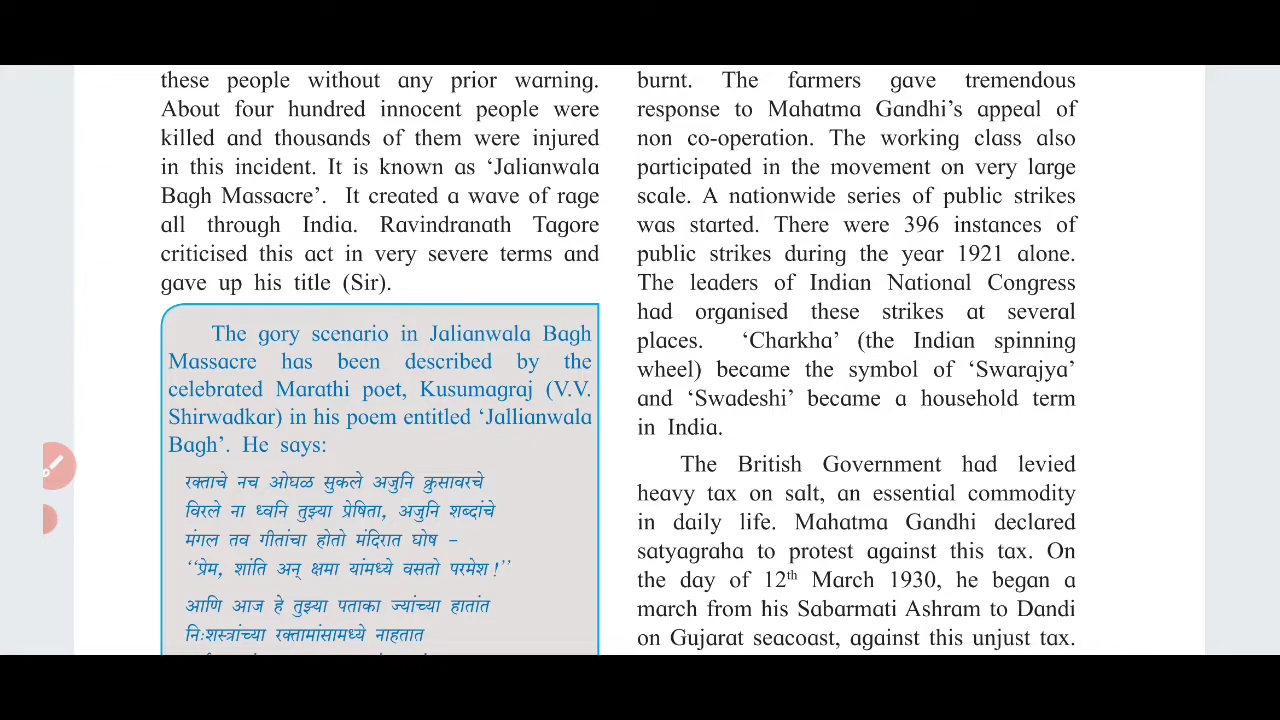 these people without any prior warning.
About four hundred innocent people were
killed and thousands of them were injured
in this incident. It is known as ‘Jalianwala
Bagh Massacre’. It created a wave of rage
all through India. Ravindranath Tagore
criticised this act in very severe terms and
gave up his title (Sir).
The gory scenario in Jalianwala Bagh
Massacre has been described by the
celebrated Marathi poet, Kusumagraj (V.V.
Shirwadkar) in his poem entitled ‘Jallianwala
Bagh’. He says:
रक्ताचे नच ओघळ सुकले अजुनि क्रुसावरचे
विरले ना ध्वनि तुझ्या प्रेषिता, अजुनि शब्दांचे
मंगल तव गीतांचा होतो मंदिरात घोष -
“प्रेम, शांति अन् क्षमा यांमध्ये वसतो परमेश !”
आणि आज हे तुझ्या पताका ज्यांच्या हातांत
निःशस्त्रांच्या रक्तामांसामध्ये नाहतात
burnt. The farmers gave tremendous
response to Mahatma Gandhi’s appeal of
non co-operation. The working class also
participated in the movement on very large
scale. A nationwide series of public strikes
was started. There were 396 instances of
public strikes during the year 1921 alone.
The leaders of Indian National Congress
had organised these strikes at several
places. ‘Charkha’ (the Indian spinning
wheel) became the symbol of ‘Swarajya’
and ‘Swadeshi’ became a household term
in India.
The British Government had levied
heavy tax on salt, an essential commodity
in daily life. Mahatma Gandhi declared
satyagraha to protest against this tax. On
the day of 12th March 1930, he began a
march from his Sabarmati Ashram to Dandi
on Gujarat seacoast, against this unjust tax.